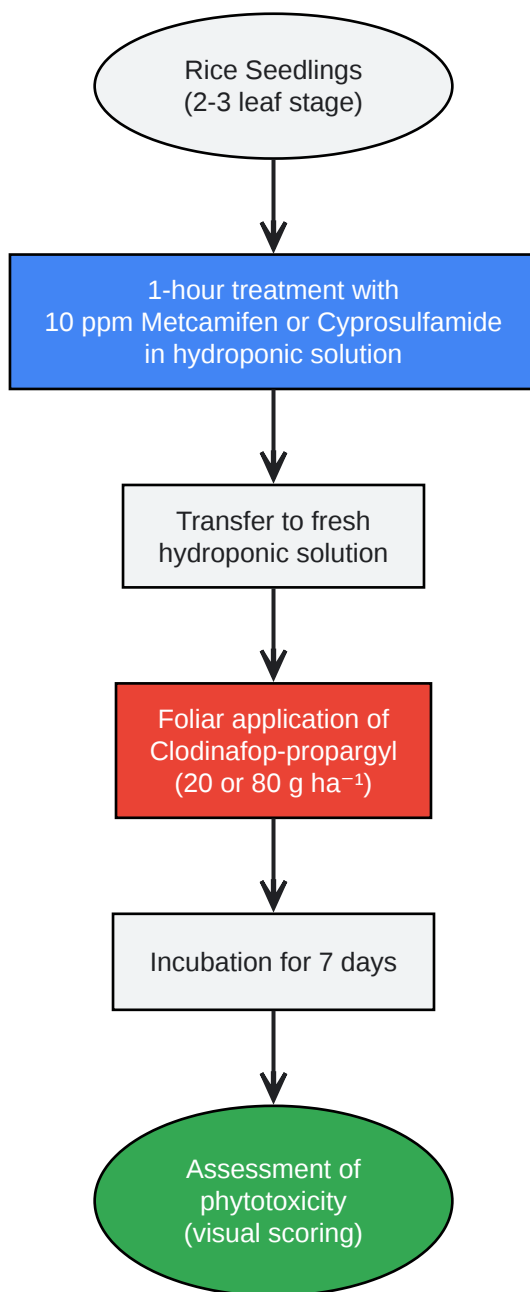 Rice Seedlings
(2-3 leaf stage)
1-hour treatment with
10 ppm Metcamifen or Cyprosulfamide
in hydroponic solution
Transfer to fresh
hydroponic solution
Foliar application of
Clodinafop-propargyl
(20 or 80 g ha⁻¹)
Incubation for 7 days
Assessment of
phytotoxicity
(visual scoring)